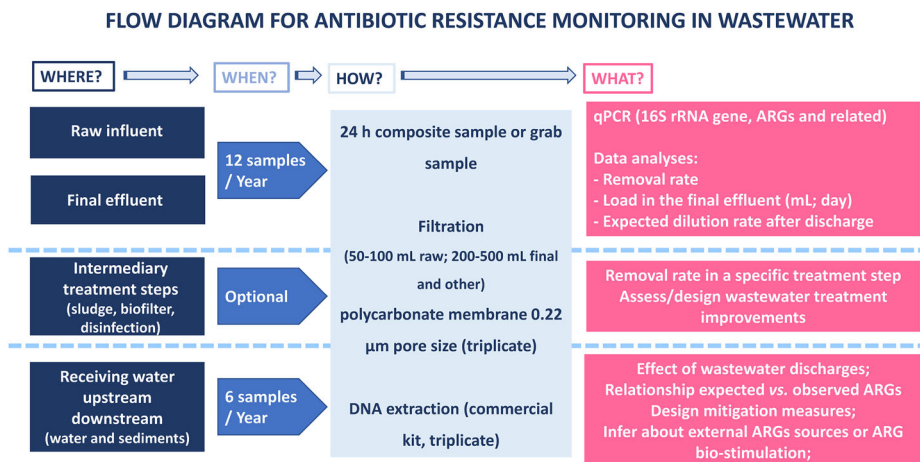 FLOW DIAGRAM FOR ANTIBIOTIC RESISTANCE MONITORING IN WASTEWATER
WHERE?
WHEN?
HOW?
WHAT?
Raw influent
Final effluent
12 samples
/ Year
24 h composite sample or grab
sample
Filtration
(50-100 mL raw; 200-500 mL final
and other)
polycarbonate membrane 0.22
µm pore size (triplicate)
DNA extraction (commercial
kit, triplicate)
qPCR (16S rRNA gene, ARGs and related)
Data analyses:
- Removal rate
- Load in the final effluent (mL; day)
- Expected dilution rate after discharge
Intermediary
treatment steps
(sludge, biofilter,
disinfection)
Optional
Removal rate in a specific treatment step
Assess/design wastewater treatment
improvements
Receiving water
upstream
downstream
(water and sediments)
6 samples
/ Year
Effect of wastewater discharges;
Relationship expected vs. observed ARGs
Design mitigation measures;
Infer about external ARGs sources or ARG
bio-stimulation;